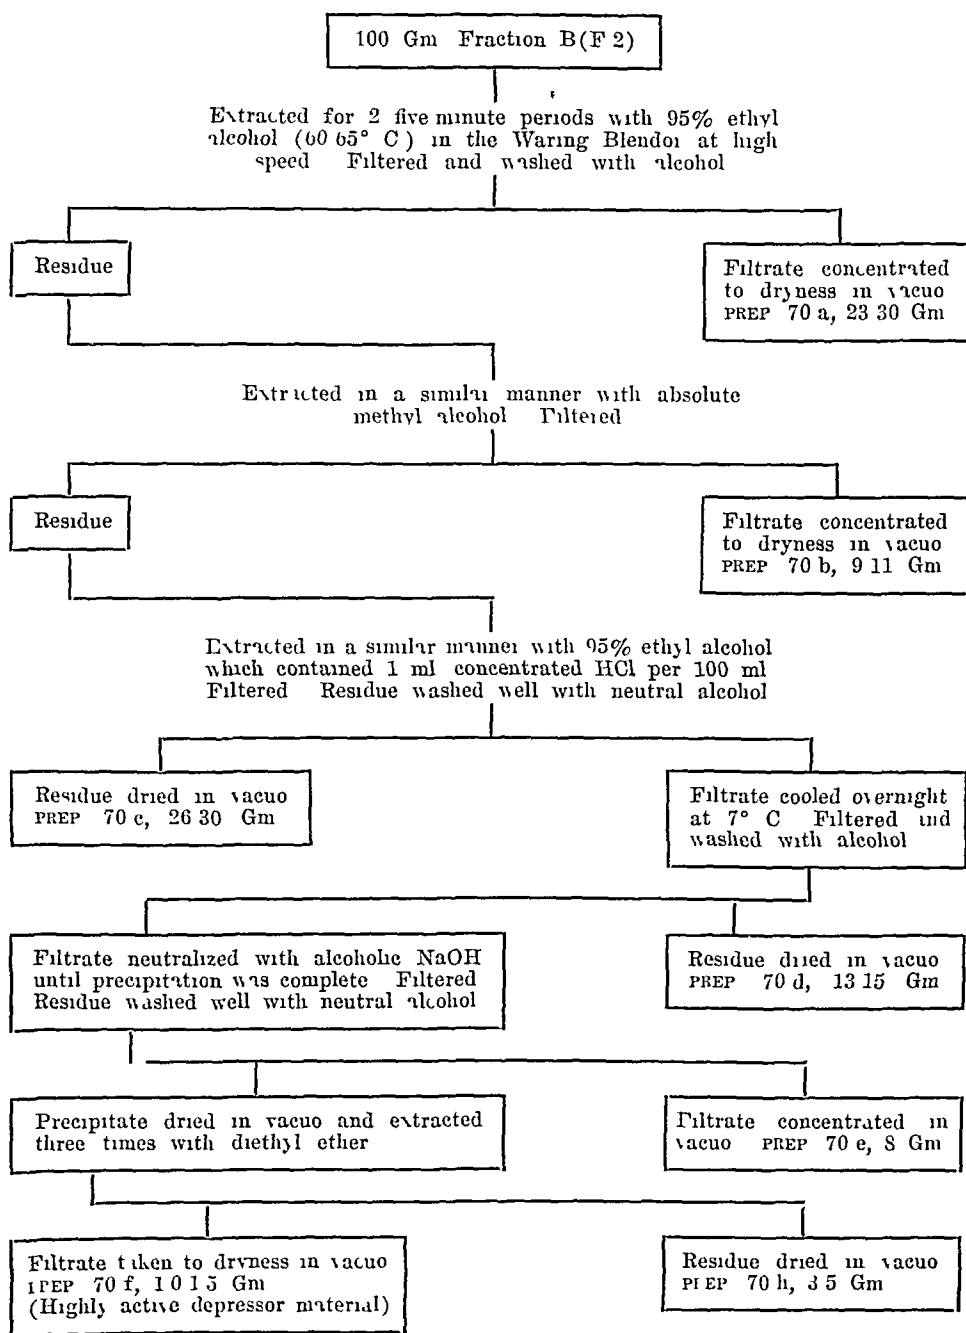 100 Gm Fraction B(F 2)
Extracted for 2 five minute periods with 95% ethyl
alcohol (60 65° C) in the Waring Blendor at high
speed Filtered and washed with alcohol
Residue
Filtrate concentrated
to dryness in vacuo
PREP 70 a, 23 30 Gm
Extracted in a similar manner with absolute
methyl alcohol Filtered
Residue
Filtrate concentrated
to dryness in vacuo
PREP 70 b, 9 11 Gm
Extracted in a similar manner with 95% ethyl alcohol
which contained 1 ml concentrated HCl per 100 ml
Filtered Residue washed well with neutral alcohol
Residue dried in vacuo
PREP 70 c, 26 30 Gm
Filtrate cooled overnight
at 7° C Filtered and
washed with alcohol
Filtrate neutralized with alcoholic NaOH
until precipitation was complete Filtered
Residue washed well with neutral alcohol
Residue dried in vacuo
PREP 70 d, 13 15 Gm
Precipitate dried in vacuo and extracted
three times with diethyl ether
Filtrate concentrated in
vacuo PREP 70 e, 8 Gm
Filtrate taken to dryness in vacuo
PREP 70 f, 10 15 Gm
(Highly active depressor material)
Residue dried in vacuo
PREP 70 h, 3 5 Gm